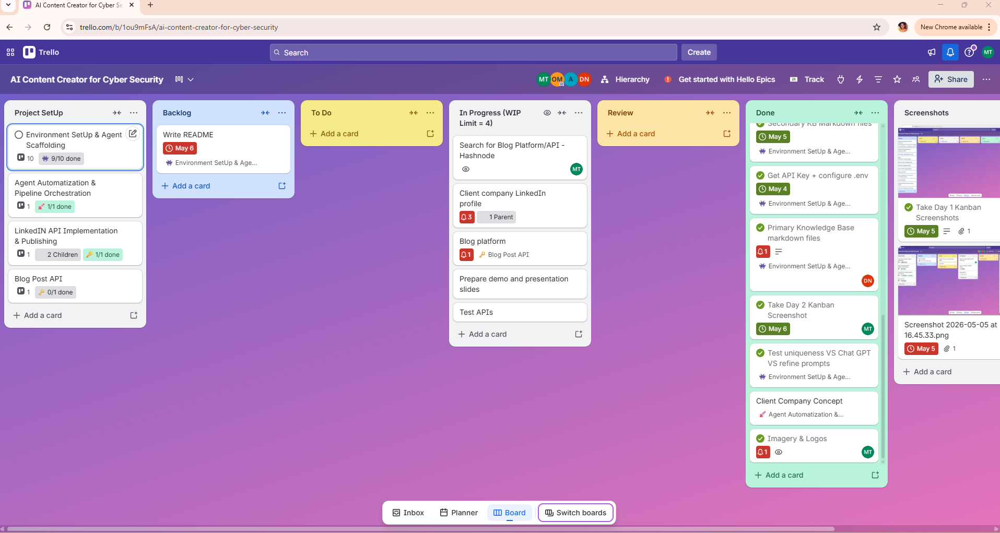 AI Content Creator for Cyber Se
trello.com/b/1ou9mFsA/ai-content-creator-for-cyber-security
New Chrome available
Trello
Search
Create
MT
AI Content Creator for Cyber Security
MT
OM
A
DN
Hierarchy
Get started with Hello Epics
Track
Share
Project SetUp
Environment SetUp & Agent
Scaffolding
10
9/10 done
Agent Automatization &
Pipeline Orchestration
1
1/1 done
LinkedIN API Implementation
& Publishing
1
2 Children
1/1 done
Blog Post API
1
0/1 done
Add a card
Backlog
Write README
May 6
Environment SetUp & Age...
Add a card
To Do
Add a card
In Progress (WIP
Limit = 4)
Search for Blog Platform/API -
Hashnode
MT
Client company LinkedIn
profile
3
1 Parent
Blog platform
1
Blog Post API
Prepare demo and presentation
slides
Test APIs
Add a card
Review
Add a card
Done
Secondary KB Markdown files
May 5
Environment SetUp & Age...
Get API Key + configure .env
May 4
Environment SetUp & Age...
Primary Knowledge Base
markdown files
1
Environment SetUp & Age...
DN
Take Day 2 Kanban
Screenshot
May 6
MT
Test uniqueness VS Chat GPT
VS refine prompts
Environment SetUp & Age...
Client Company Concept
Agent Automatization &...
Imagery & Logos
1
MT
Add a card
Screenshots
Take Day 1 Kanban
Screenshots
May 5
1
Screenshot 2026-05-05 at
16.45.33.png
May 5
1
Add a card
Inbox
Planner
Board
Switch boards